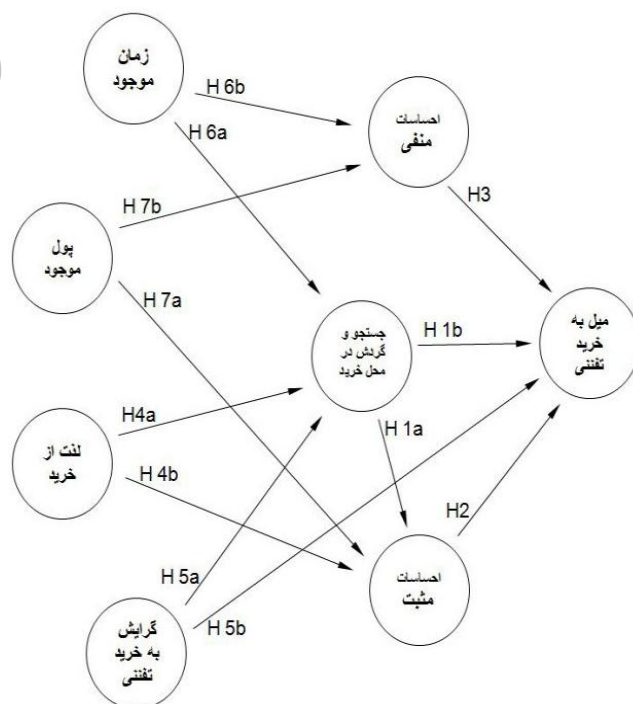 زمان
موجود
H 6b
H 6a
احساسات
منفی
H3
H 7b
پول
موجود
H 7a
جستجو و
گردش در
محل خرید
H 1b
میل به
خرید
تفننی
H4a
لذت از
خرید
H 4b
H 1a
H2
احساسات
مثبت
H 5a
H 5b
گرایش
به خرید
تفننی